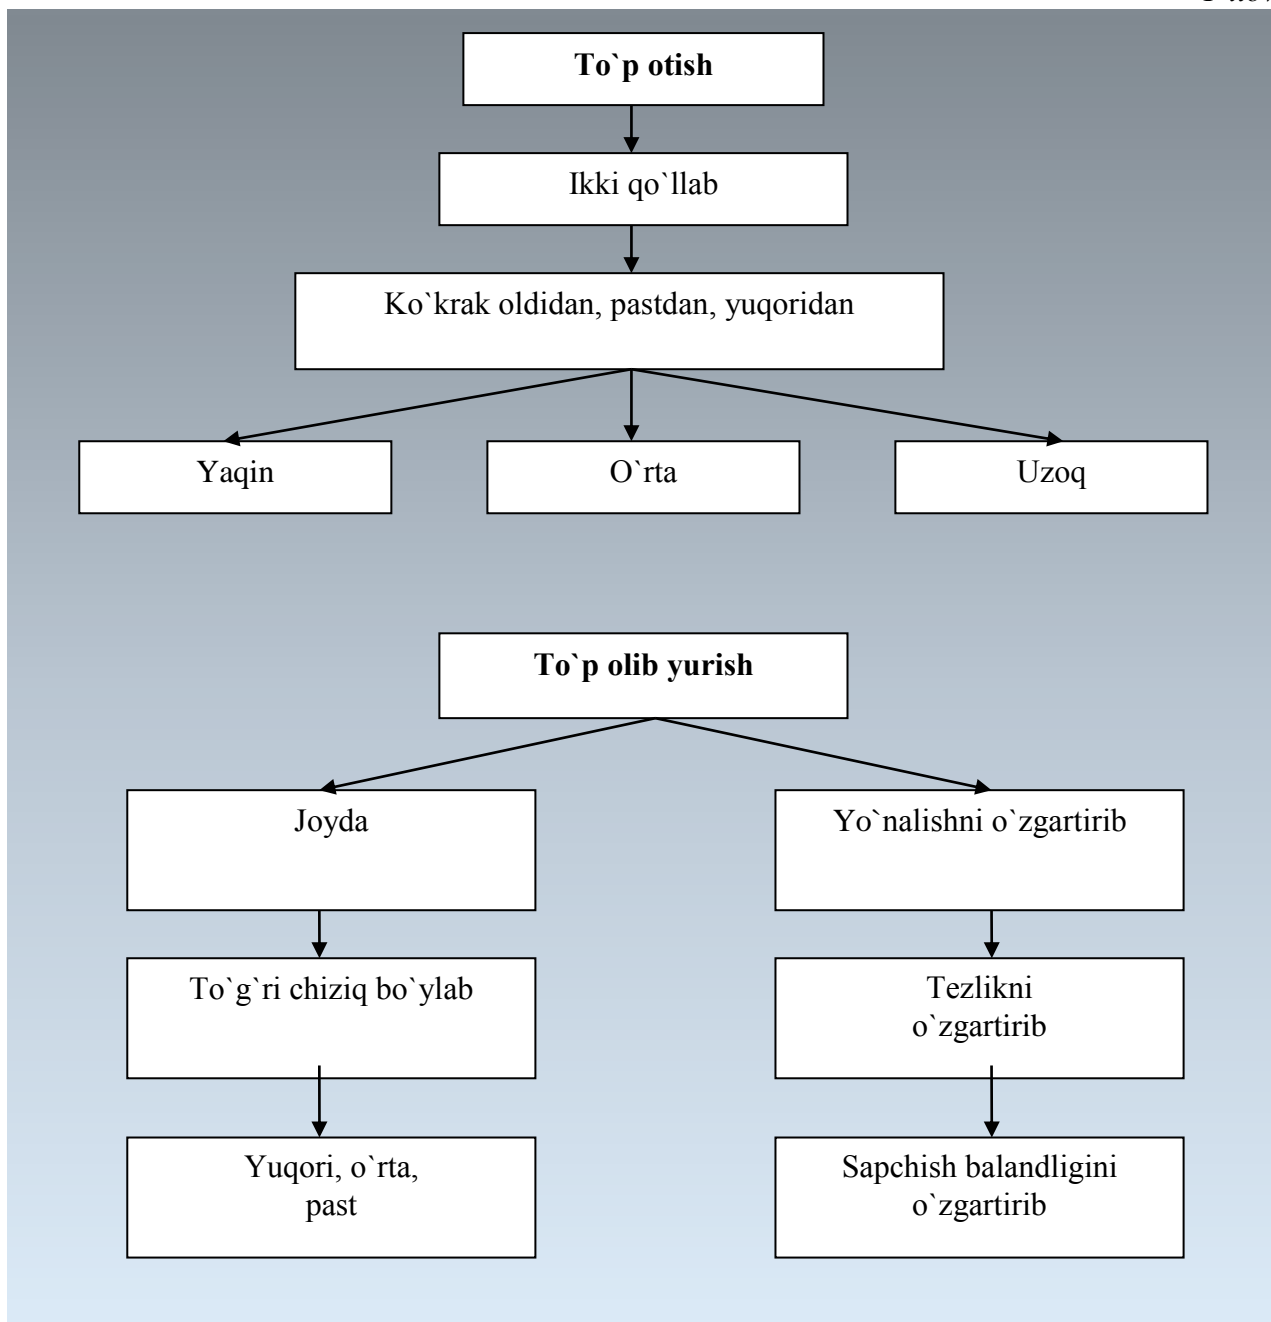 To`p otish
Ikki qo`llab
Ko`krak oldidan, pastdan, yuqoridan
Yaqin
O`rta
Uzoq
To`p olib yurish
Joyda
Yo`nalishni o`zgartirib
To`g`ri chiziq bo`ylab
Tezlikni
o`zgartirib
Yuqori, o`rta,
past
Sapchish balandligini
o`zgartirib